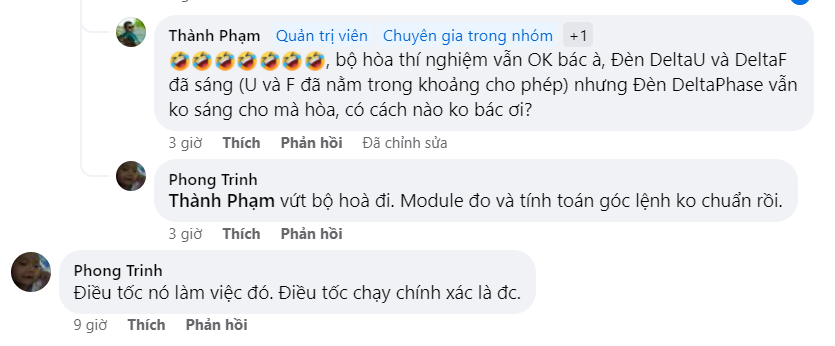 Thành Phạm Quản trị viên Chuyên gia trong nhóm +1
🤣🤣🤣🤣🤣🤣🤣, bộ hòa thí nghiệm vẫn OK bác à, Đèn DeltaU và DeltaF
đã sáng (U và F đã nằm trong khoảng cho phép) nhưng Đèn DeltaPhase vẫn
ko sáng cho mà hòa, có cách nào ko bác ơi?
3 giờ Thích Phản hồi Đã chỉnh sửa
Phong Trinh
Thành Phạm vứt bộ hoà đi. Module đo và tính toán góc lệnh ko chuẩn rồi.
3 giờ Thích Phản hồi
Phong Trinh
Điều tốc nó làm việc đó. Điều tốc chạy chính xác là đc.
9 giờ Thích Phản hồi